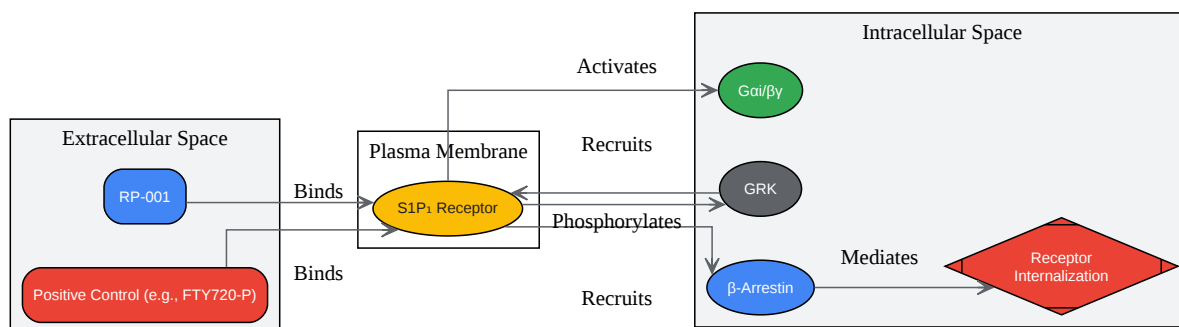 Extracellular Space
RP-001
Positive Control (e.g., FTY720-P)
Binds
Binds
Plasma Membrane
S1P₁ Receptor
Activates
Recruits
Phosphorylates
Recruits
Intracellular Space
Gαi/βγ
GRK
β-Arrestin
Mediates
Receptor
Internalization